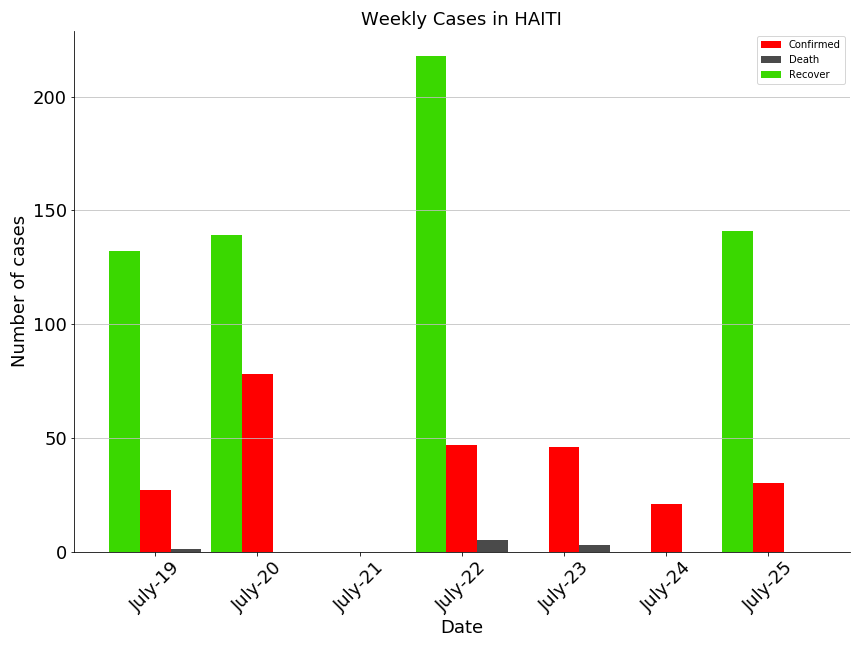 Weekly Cases in HAITI
Confirmed
Death
Recover
Number of cases
200
150
100
50
0
July-19
July-20
July-21
July-22
July-23
July-24
July-25
Date